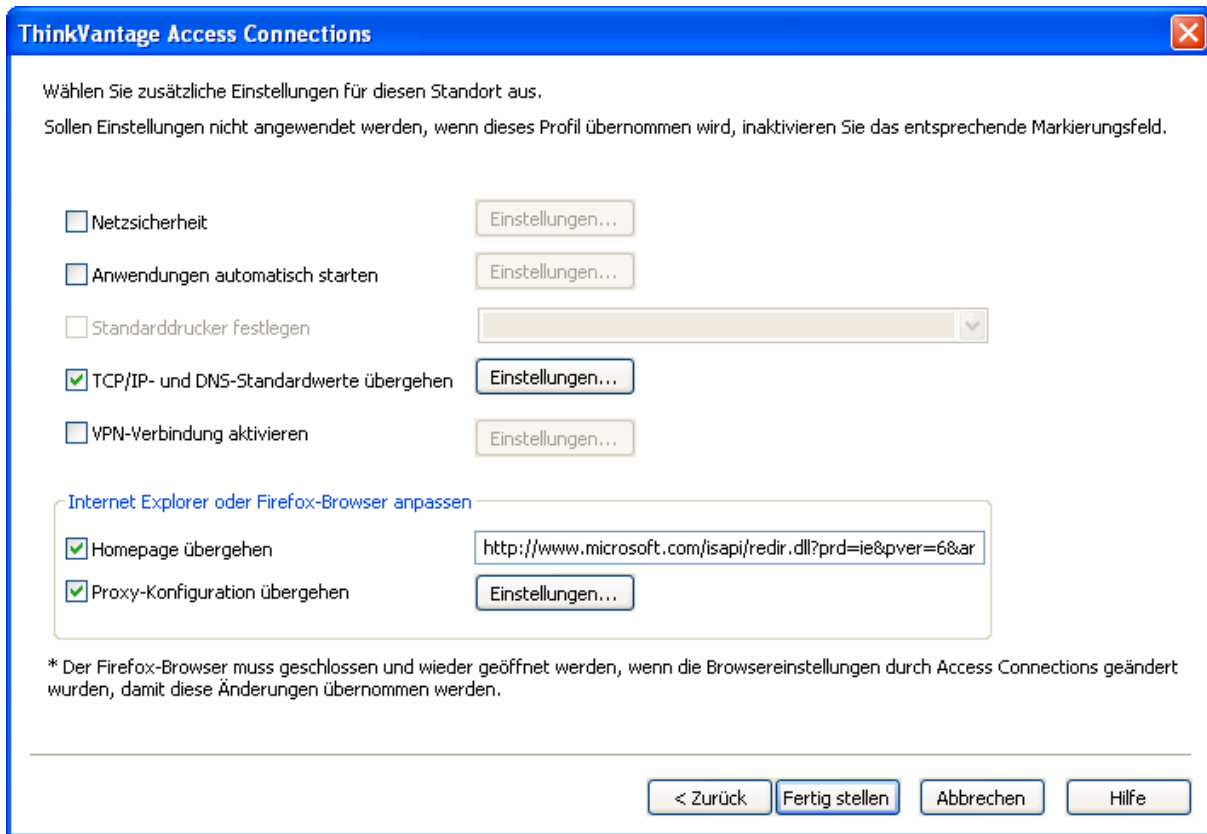 ThinkVantage Access Connections
Wählen Sie zusätzliche Einstellungen für diesen Standort aus.
Sollen Einstellungen nicht angewendet werden, wenn dieses Profil übernommen wird, inaktivieren Sie das entsprechende Markierungsfeld.
Netzsicherheit Einstellungen...
Anwendungen automatisch starten Einstellungen...
Standarddrucker festlegen
TCP/IP- und DNS-Standardwerte übergehen Einstellungen...
VPN-Verbindung aktivieren Einstellungen...
Internet Explorer oder Firefox-Browser anpassen
Homepage übergehen http://www.microsoft.com/isapi/redir.dll?prd=ie&pver=6&ar
Proxy-Konfiguration übergehen Einstellungen...
* Der Firefox-Browser muss geschlossen und wieder geöffnet werden, wenn die Browsereinstellungen durch Access Connections geändert
wurden, damit diese Änderungen übernommen werden.
< Zurück Fertig stellen Abbrechen Hilfe